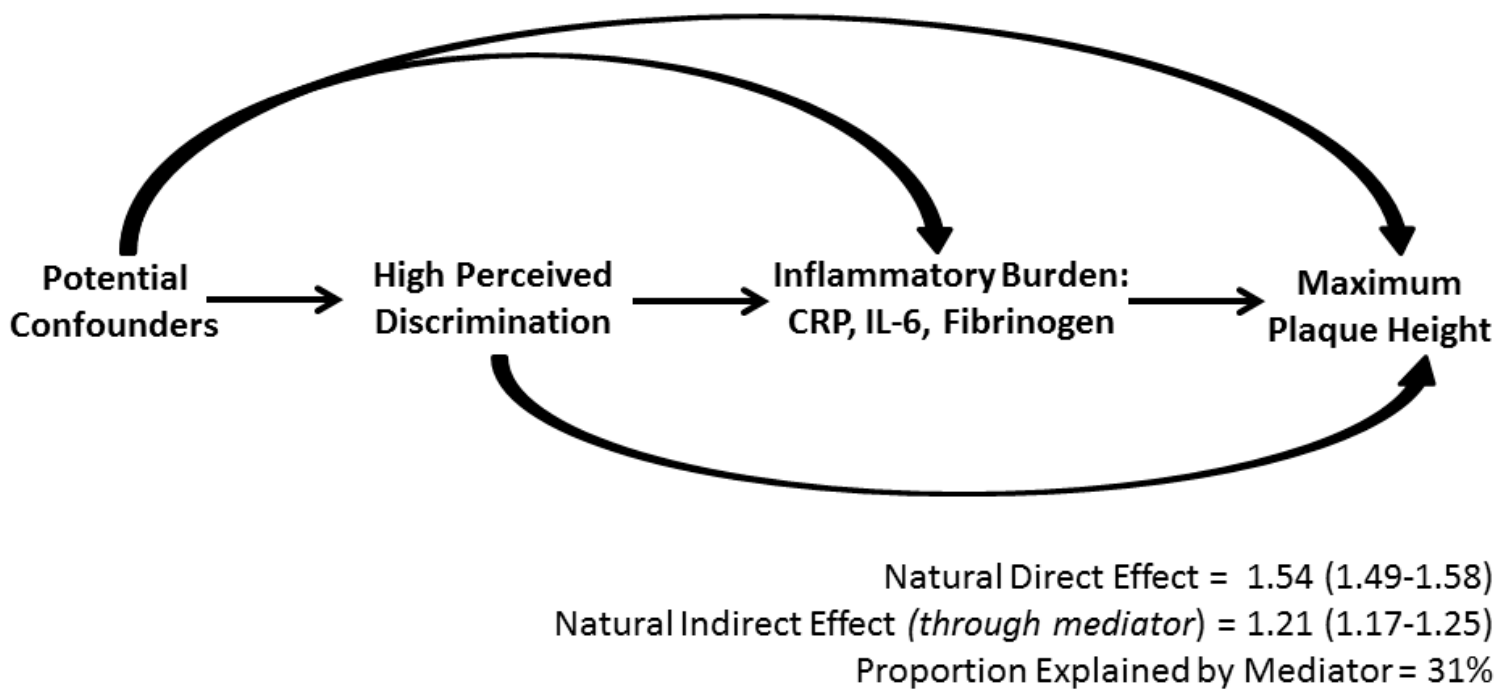 Potential
Confounders
High Perceived
Discrimination
Inflammatory Burden:
CRP, IL-6, Fibrinogen
Maximum
Plaque Height
Natural Direct Effect = 1.54 (1.49-1.58)
Natural Indirect Effect (through mediator) = 1.21 (1.17-1.25)
Proportion Explained by Mediator = 31%